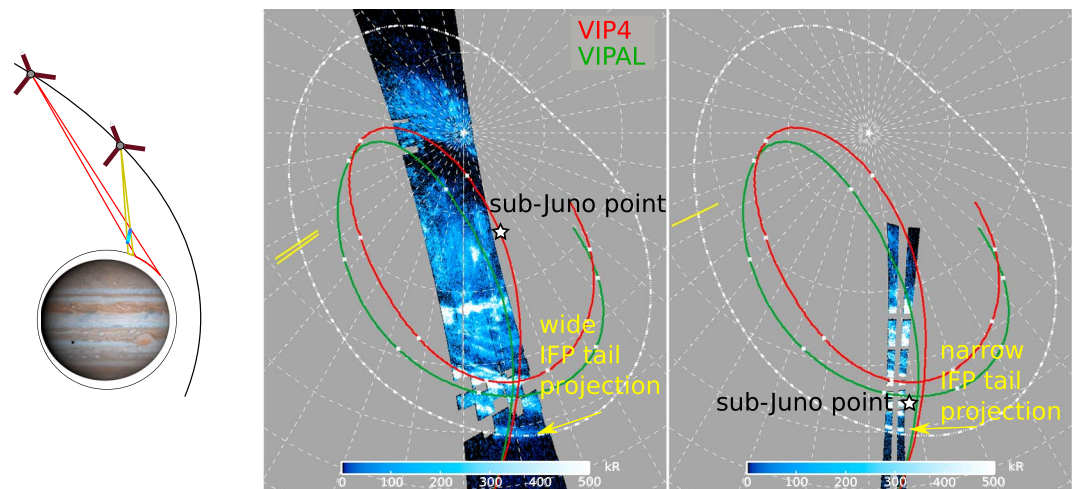 VIP4
VIPAL
sub-Juno point
wide
IFP tail
projection
kR
0 100 200 300 400 500
narrow
IFP tail
projection
sub-Juno point
kR
0 100 200 300 400 500